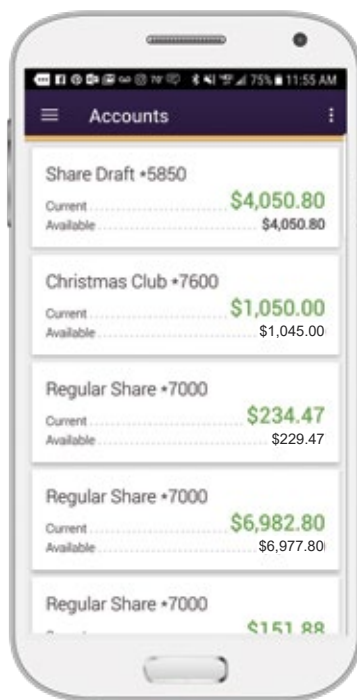 75% 11:55 AM
Accounts
Share Draft *5850
Current $4,050.80
Available $4,050.80
Christmas Club *7600
Current $1,050.00
Available $1,045.00
Regular Share *7000
Current $234.47
Available $229.47
Regular Share *7000
Current $6,982.80
Available $6,977.80
Regular Share *7000
$151.88